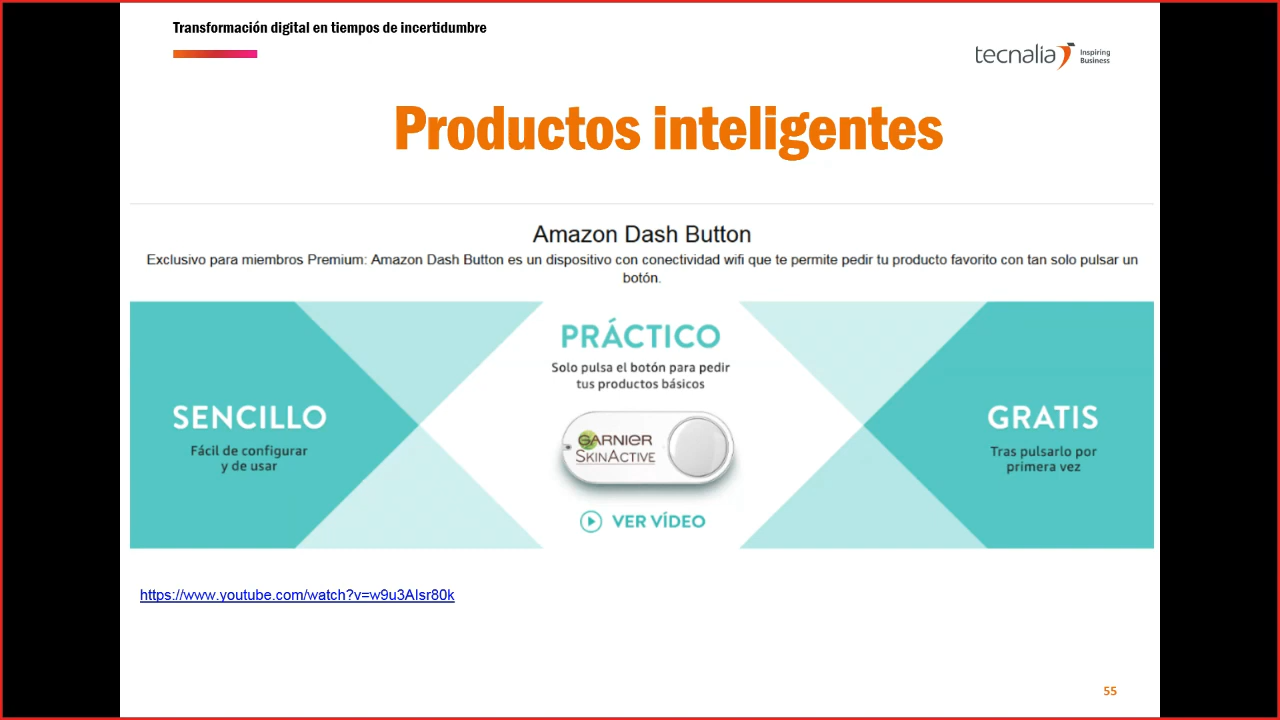 Transformación digital en tiempos de incertidumbre
tecnalia Inspiring
Business
Productos inteligentes
Amazon Dash Button
Exclusivo para miembros Premium: Amazon Dash Button es un dispositivo con conectividad wifi que te permite pedir tu producto favorito con tan solo pulsar un
botón.
PRÁCTICO
Solo pulsa el botón para pedir
tus productos básicos
SENCILLO
Fácil de configurar
y de usar
GARNIER
SKINACTIVE
GRATIS
Tras pulsarlo por
primera vez
VER VÍDEO
https://www.youtube.com/watch?v=w9u3Alsr80k
55